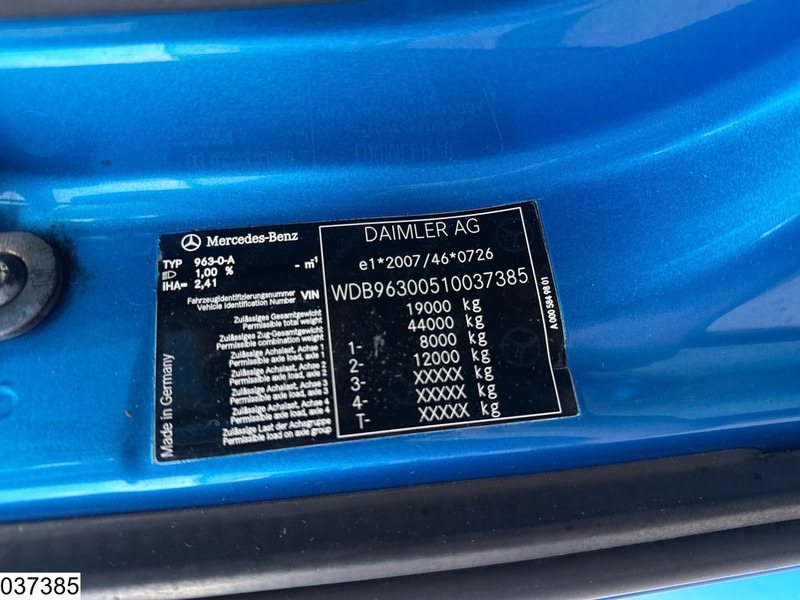 Mercedes-Benz
TYP 963-0-A
1,00 % - m-1
IHA= 2,41
Fahrzeugidentifizierungsnummer
Vehicle Identification Number VIN
Zulässiges Gesamtgewicht
Permissible total weight
Zulässiges Zug-Gesamtgewicht
Permissible combination weight
Zulässige Achslast, Achse 1
Permissible axle load, axle 1
Zulässige Achslast, Achse 2
Permissible axle load, axle 2
Zulässige Achslast, Achse 3
Permissible axle load, axle 3
Zulässige Achslast, Achse 4
Permissible axle load, axle 4
Zulässige Last der Achsgruppe
Permissible load on axle group
Made in Germany
DAIMLER AG
e1*2007/46*0726
WDB96300510037385
19000 kg
44000 kg
1- 8000 kg
2- 12000 kg
3- XXXXX kg
4- XXXXX kg
T- XXXXX kg
A 000 584 98 01
037385